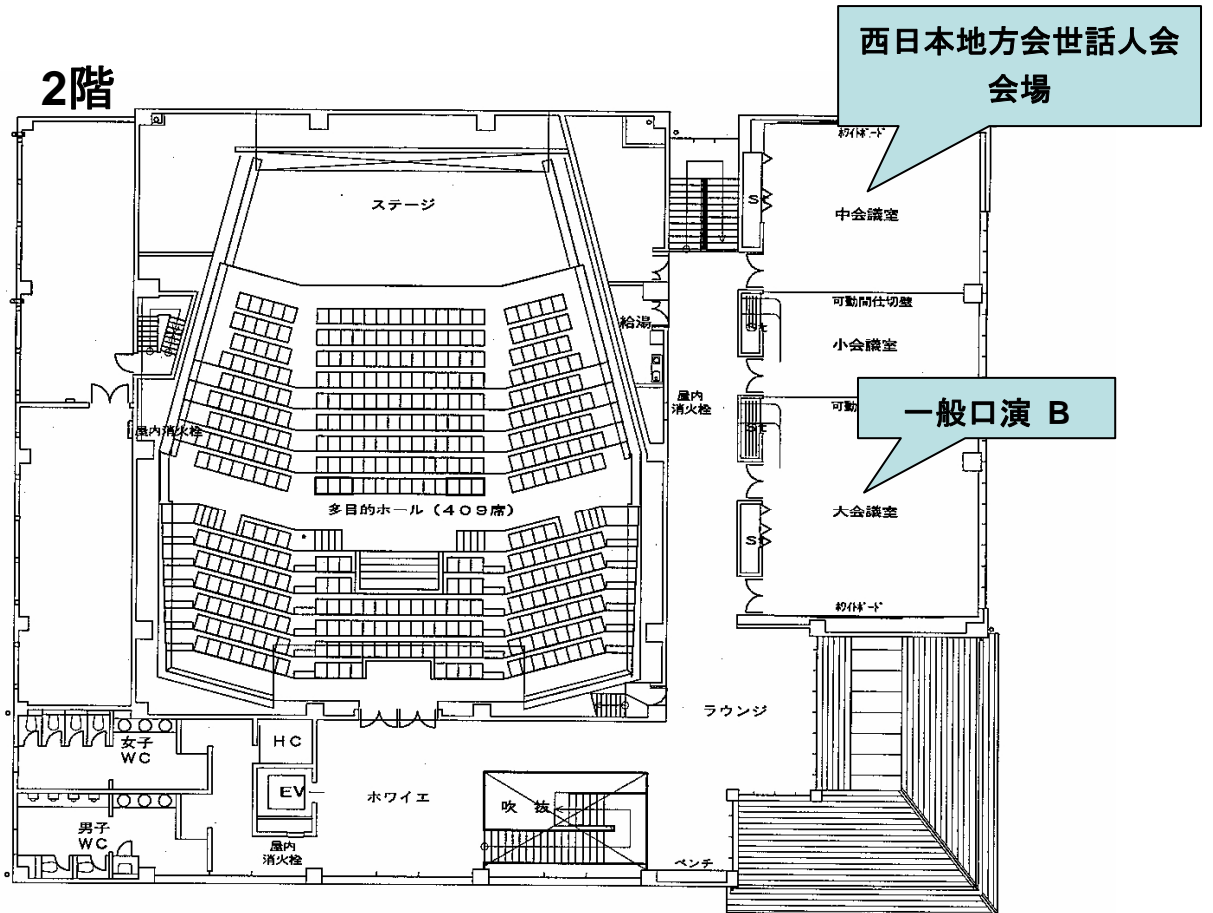 2階
西日本地方会世話人会
会場
ﾎﾜｲﾄﾎﾞｰﾄﾞ
ステージ
中会議室
可動間仕切壁
小会議室
給湯
屋内
消火栓
一般口演 B
可動
屋内消火栓
多目的ホール(409席)
大会議室
ﾎﾜｲﾄﾎﾞｰﾄﾞ
ラウンジ
女子
WC
HC
EV
ホワイエ
吹 抜
男子
WC
屋内
消火栓
ベンチ